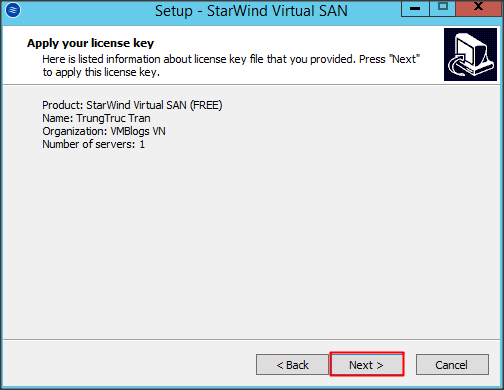 Setup - StarWind Virtual SAN
Apply your license key
Here is listed information about license key file that you provided. Press "Next"
to apply this license key.
Product: StarWind Virtual SAN (FREE)
Name: TrungTruc Tran
Organization: VMBlogs VN
Number of servers: 1
< Back Next > Cancel